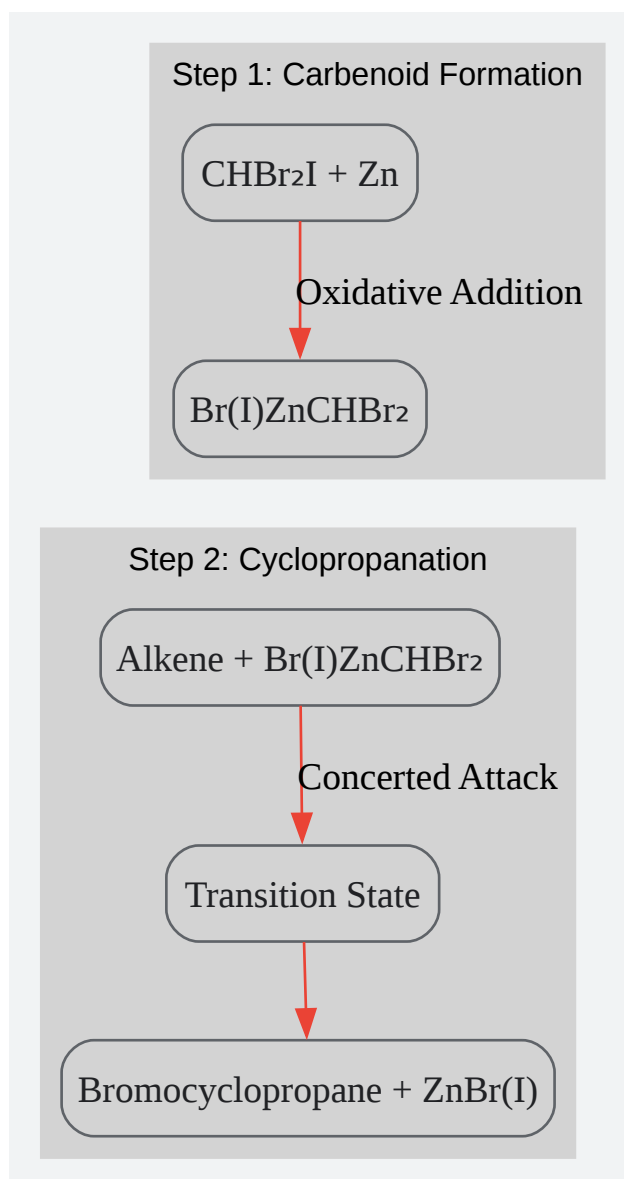 Step 1: Carbenoid Formation
CHBr₂I + Zn
Oxidative Addition
Br(I)ZnCHBr₂
Step 2: Cyclopropanation
Alkene + Br(I)ZnCHBr₂
Concerted Attack
Transition State
Bromocyclopropane + ZnBr(I)